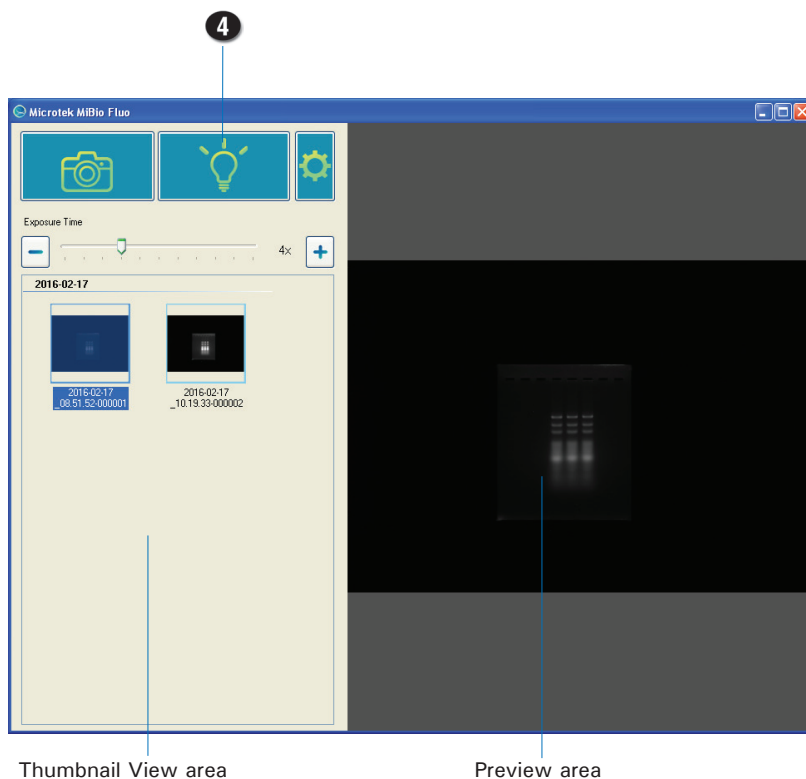 4
Microtek MiBio Fluo
Exposure Time
4×
2016-02-17
2016-02-17
_08.51.52-000001
2016-02-17
_10.19.33-000002
Thumbnail View area
Preview area